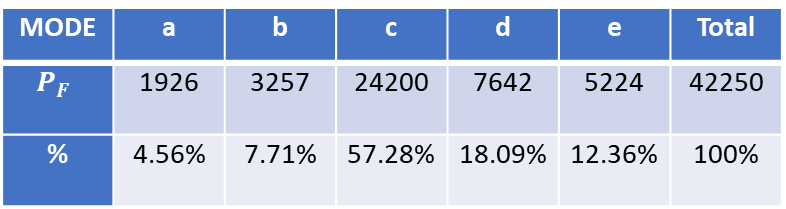 MODE a b c d e Total
P_F 1926 3257 24200 7642 5224 42250
% 4.56% 7.71% 57.28% 18.09% 12.36% 100%